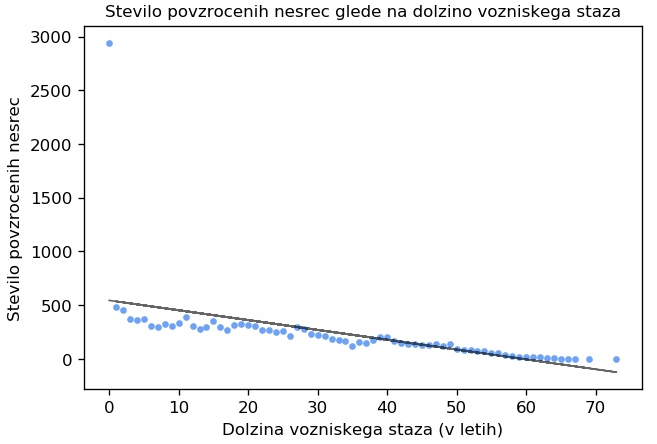 Stevilo povzrocenih nesrec glede na dolzino vozniskega staza
3000
2500
2000
1500
1000
500
0
Stevilo povzrocenih nesrec
0 10 20 30 40 50 60 70
Dolzina vozniskega staza (v letih)